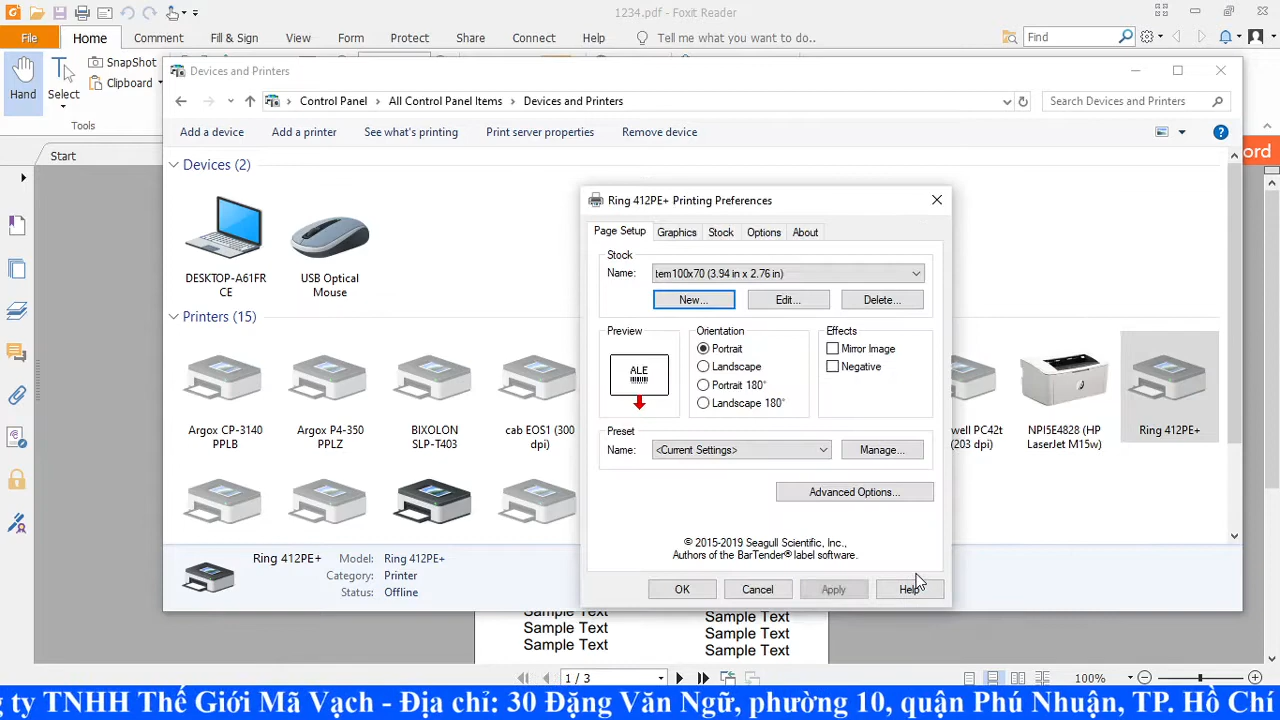 1234.pdf - Foxit Reader
File Home Comment Fill & Sign View Form Protect Share Connect Help Tell me what you want to do.. Find
Hand
Select
SnapShot
Clipboard
Tools
Start
ord
Devices and Printers
Control Panel All Control Panel Items Devices and Printers Search Devices and Printers
Add a device Add a printer See what's printing Print server properties Remove device
Devices (2)
DESKTOP-A61FR
CE
USB Optical
Mouse
Printers (15)
Argox CP-3140
PPLB
Argox P4-350
PPLZ
BIXOLON
SLP-T403
cab EOS1 (300
dpi)
well PC42t
(203 dpi)
NPI5E4828 (HP
LaserJet M15w)
Ring 412PE+
Ring 412PE+ Model: Ring 412PE+
Category: Printer
Status: Offline
Ring 412PE+ Printing Preferences
Page Setup Graphics Stock Options About
Stock
Name: tem100x70 (3.94 in x 2.76 in)
New... Edit... Delete...
Preview
ALE
Orientation
Portrait
Landscape
Portrait 180°
Landscape 180°
Effects
Mirror Image
Negative
Preset
Name: <Current Settings> Manage...
Advanced Options...
© 2015-2019 Seagull Scientific, Inc.,
Authors of the BarTender® label software.
OK Cancel Apply Help
Sample Text Sample Text
Sample Text Sample Text
Sample Text Sample Text
1 / 3 100%
ty TNHH Thế Giới Mã Vạch - Địa chỉ: 30 Đặng Văn Ngữ, phường 10, quận Phú Nhuận, TP. Hồ Chí